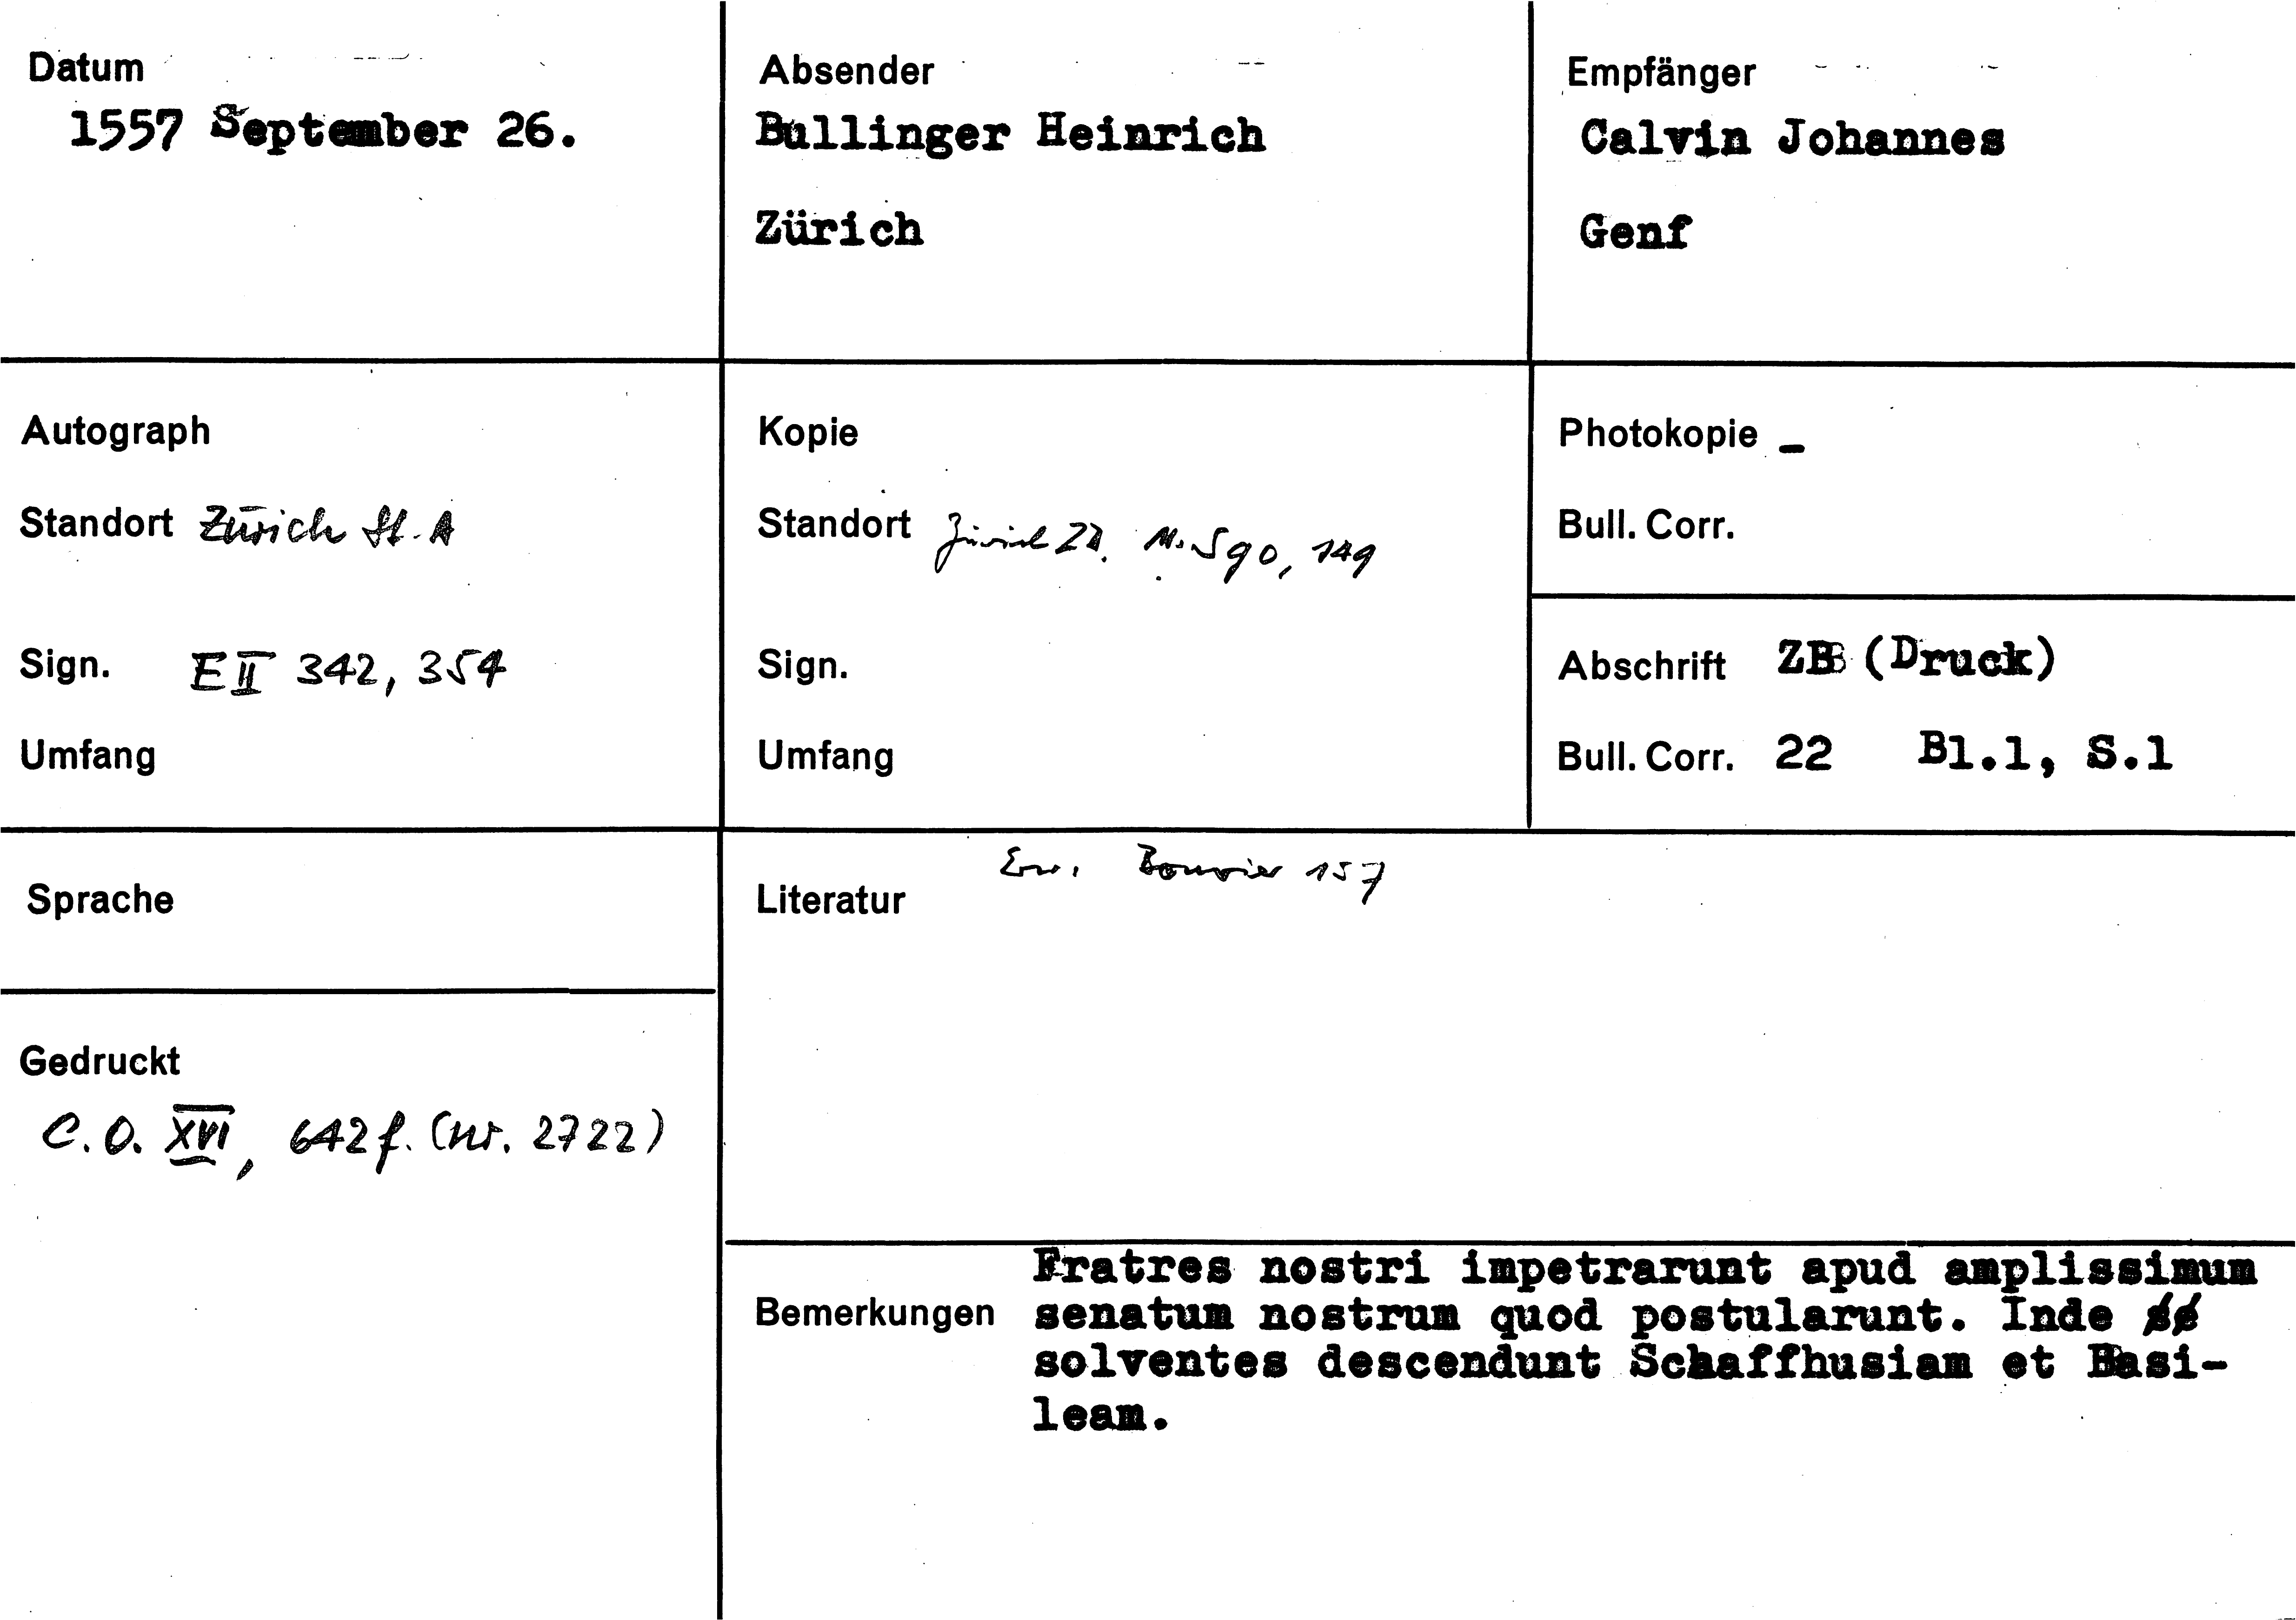 Datum
1557 September 26.
Absender
Bullinger Heinrich
Zürich
Empfänger
Calvin Johannes
Genf
Autograph
Standort Zürich St.A
Sign. E II 342, 354
Umfang
Kopie
Standort Zürich ZB. Ms S 90, 149
Sign.
Umfang
Photokopie –
Bull. Corr.
Abschrift ZB (Druck)
Bull. Corr. 22 Bl.1, S.1
Sprache
Gedruckt
C.O. XVI, 642 f. (Nr. 2722)
Literatur Erw. Bouvier 157
Bemerkungen
Fratres nostri impetrarunt apud amplissimum
senatum nostrum quod postularunt. Inde
solventes descendunt Schaffhusiam et Basi-
leam.